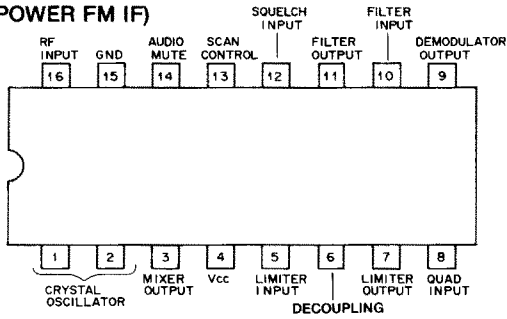 POWER FM IF)
SQUELCH
INPUT
FILTER
INPUT
RF
INPUT
GND
AUDIO
MUTE
SCAN
CONTROL
FILTER
OUTPUT
DEMODULATOR
OUTPUT
16 15 14 13 12 11 10 9
1 2 3 4 5 6 7 8
CRYSTAL
OSCILLATOR
MIXER
OUTPUT
Vcc
LIMITER
INPUT
DECOUPLING
LIMITER
OUTPUT
QUAD
INPUT